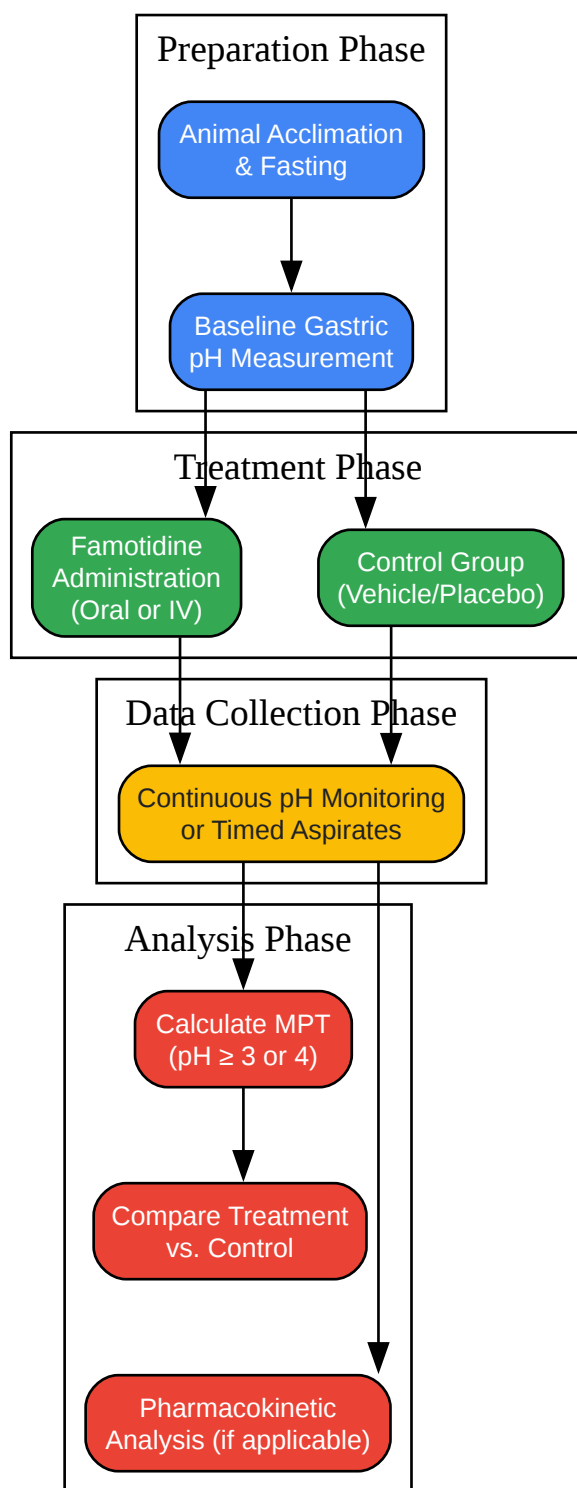 Preparation Phase
Animal Acclimation
& Fasting
Baseline Gastric
pH Measurement
Treatment Phase
Famotidine
Administration
(Oral or IV)
Control Group
(Vehicle/Placebo)
Data Collection Phase
Continuous pH Monitoring
or Timed Aspirates
Analysis Phase
Calculate MPT
(pH ≥ 3 or 4)
Compare Treatment
vs. Control
Pharmacokinetic
Analysis (if applicable)